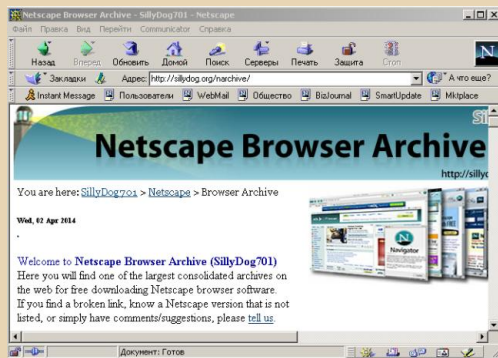 Netscape Browser Archive - SillyDog701 - Netscape
Файл Правка Вид Перейти Communicator Справка
Назад Вперед Обновить Домой Поиск Серверы Печать Защита Стоп
Закладки Адрес: http://sillydog.org/narchive/ А что еще?
Instant Message Пользователи WebMail Общество BizJournal SmartUpdate Mktplace
Netscape Browser Archive
http://sillyd
You are here: SillyDog701 > Netscape > Browser Archive
Wed, 02 Apr 2014
Welcome to Netscape Browser Archive (SillyDog701)
Here you will find one of the largest consolidated archives on
the web for free downloading Netscape browser software.
If you find a broken link, know a Netscape version that is not
listed, or simply have comments/suggestions, please tell us.
Navigator
Документ: Готов